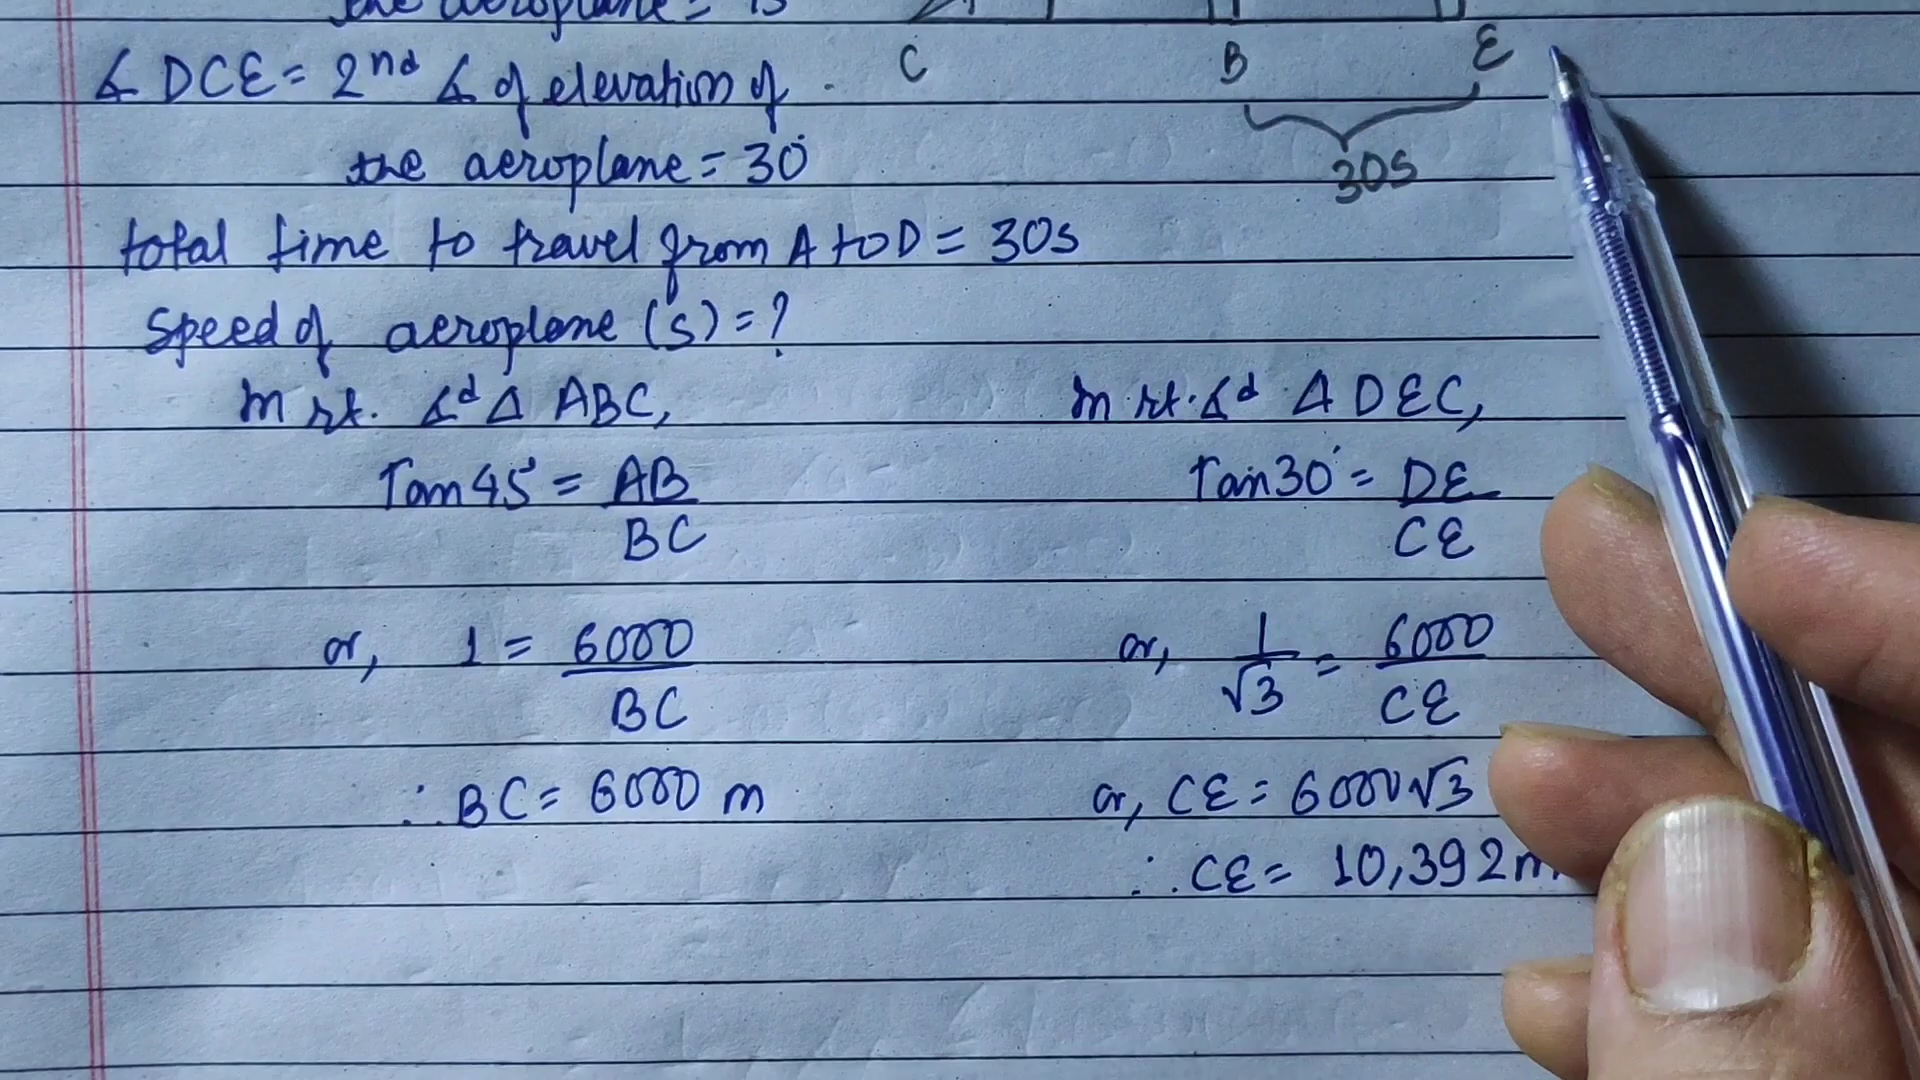 the aeroplane =
C B E
∡ DCE = 2nd ∡ of elevation of
30s
the aeroplane = 30°
total time to travel from A to D = 30s
Speed of aeroplane (s) = ?
In rt. ∡d Δ ABC,
In rt. ∡d Δ DEC,
Tan 45° = AB/BC
Tan 30° = DE/CE
or, 1 = 6000/BC
or, 1/√3 = 6000/CE
∴ BC = 6000 m
or, CE = 6000√3
∴ CE = 10,392m